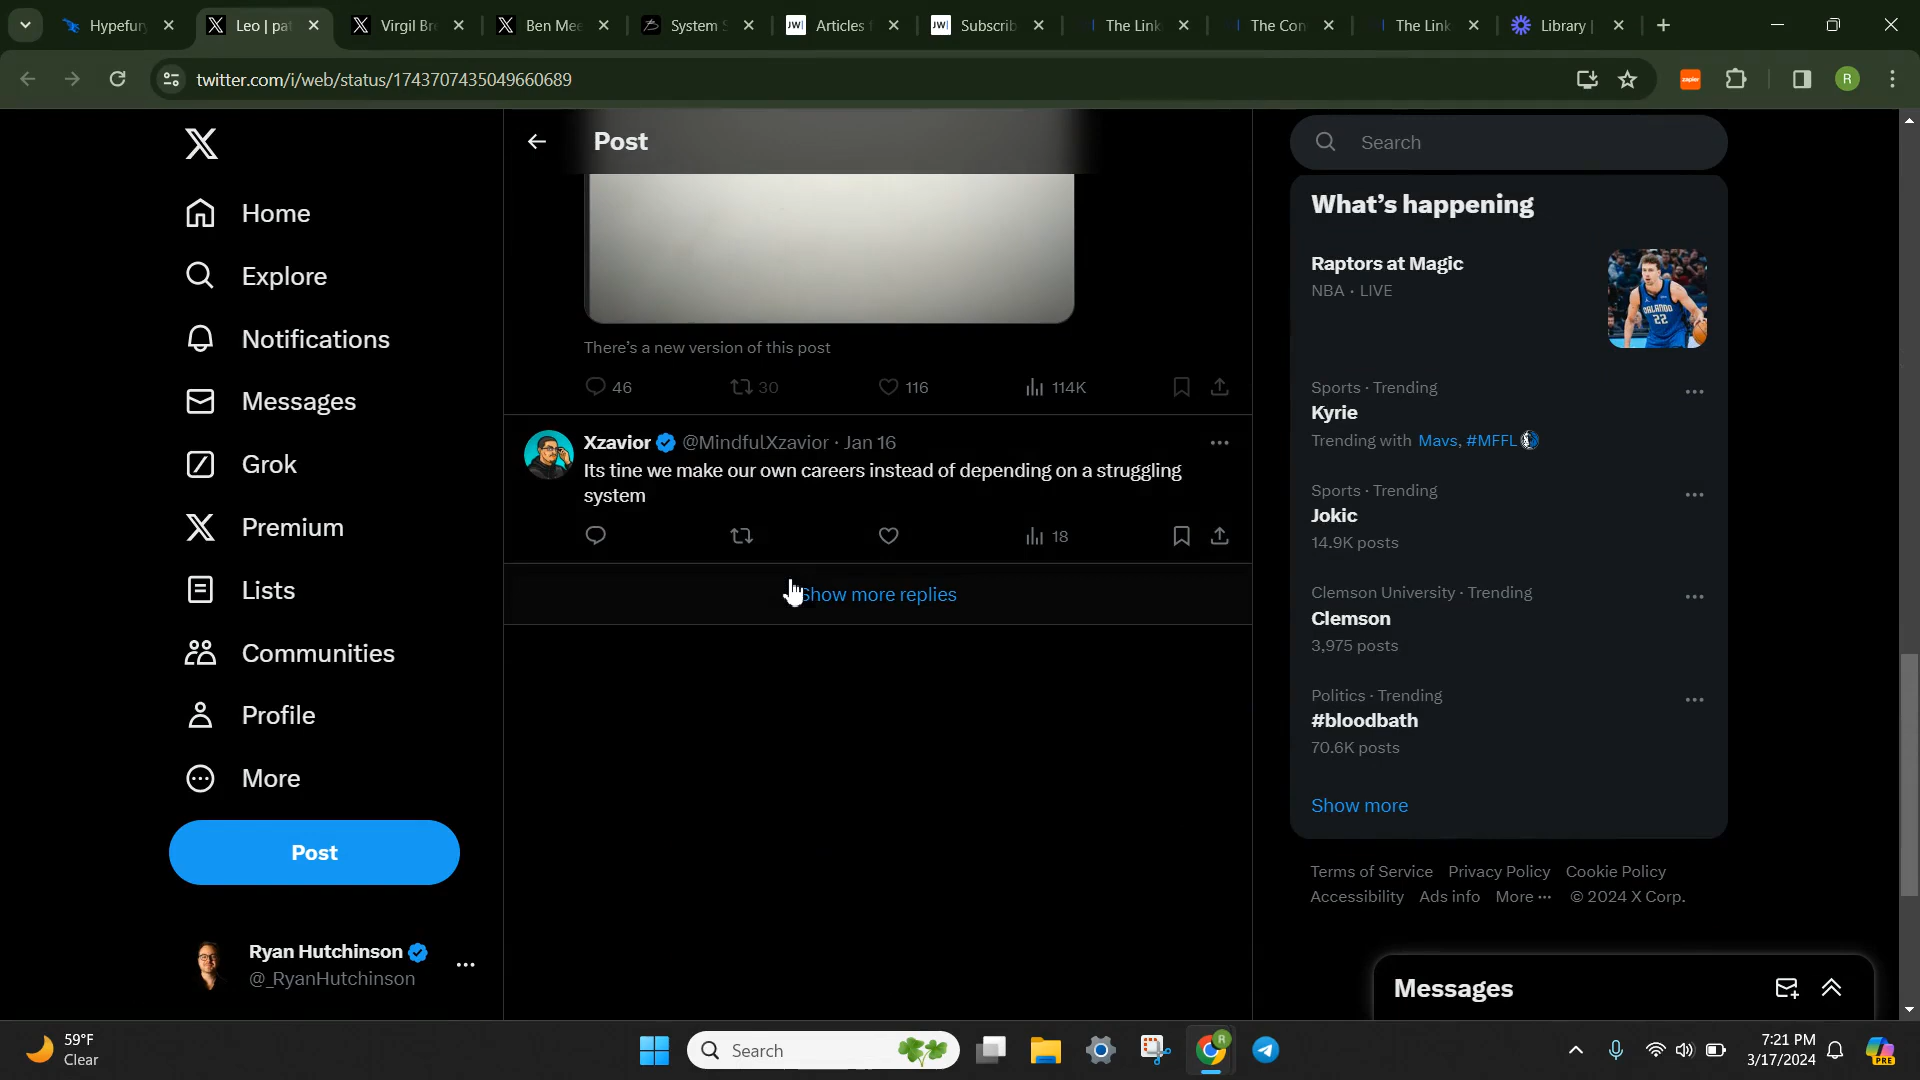 Hypefury
Leo | pat
Virgil Bre
Ben Mee
System S
Articles f
Subscrib
The Link
The Con
The Link
Library |
twitter.com/i/web/status/1743707435049660689
zapier
R
Home
Explore
Notifications
Messages
Grok
Premium
Lists
Communities
Profile
More
Post
Ryan Hutchinson
@_RyanHutchinson
Post
There's a new version of this post
46 30 116 114K
Xzavior @MindfulXzavior · Jan 16
Its tine we make our own careers instead of depending on a struggling
system
18
Show more replies
Search
What's happening
Raptors at Magic
NBA · LIVE
Sports · Trending
Kyrie
Trending with Mavs, #MFFL
Sports · Trending
Jokic
14.9K posts
Clemson University · Trending
Clemson
3,975 posts
Politics · Trending
#bloodbath
70.6K posts
Show more
Terms of Service Privacy Policy Cookie Policy
Accessibility Ads info More ··· © 2024 X Corp.
Messages
59°F
Clear
Search
7:21 PM
3/17/2024
PRE